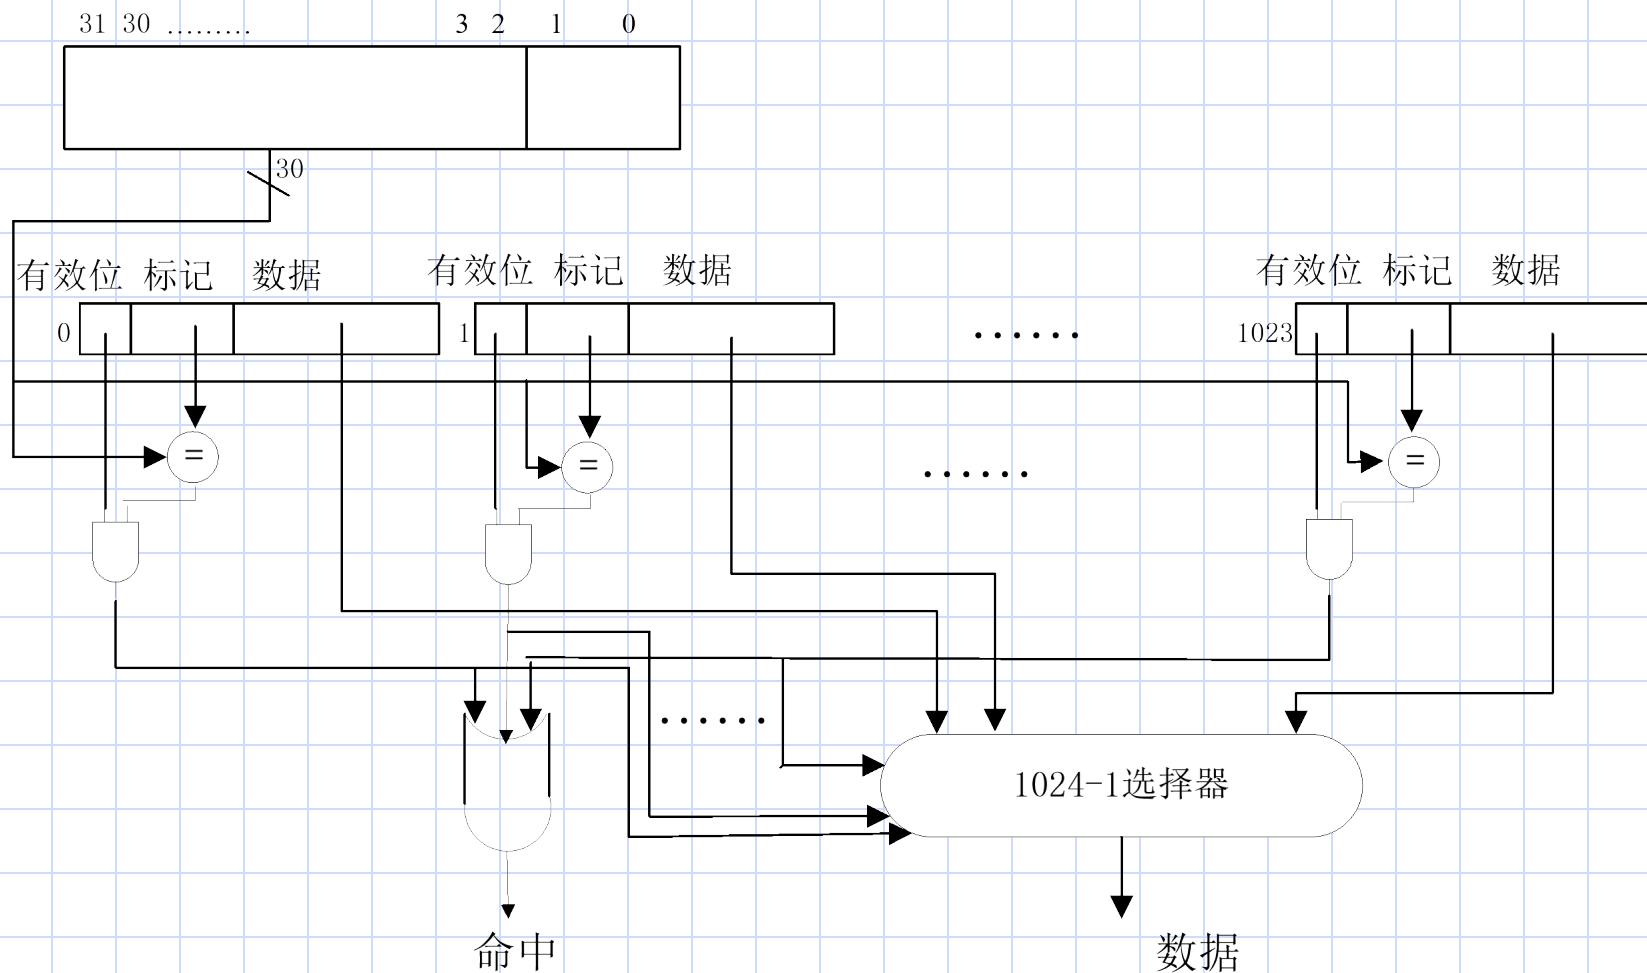 31 30 ......... 3 2 1 0
30
有效位 标记 数据 有效位 标记 数据 有效位 标记 数据
0 1 ...... 1023
= = =
......
......
1024-1选择器
命中 数据